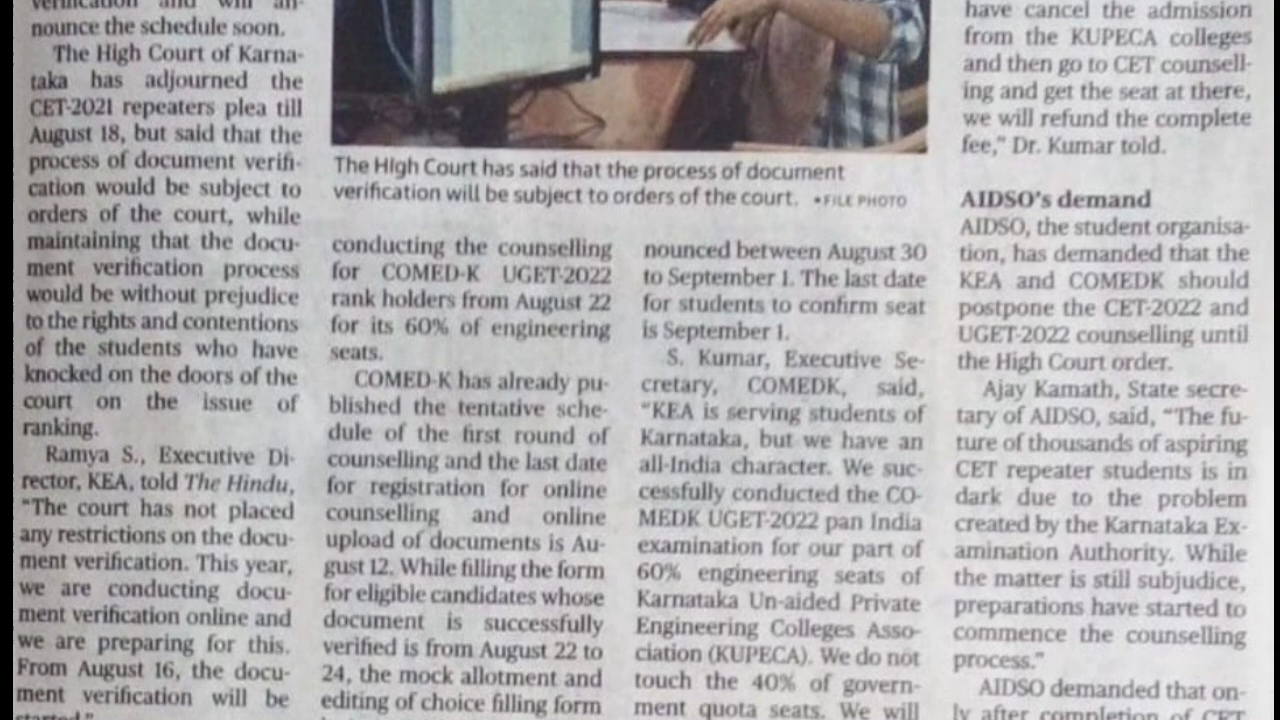 verification and will an-
nounce the schedule soon.
The High Court of Karna-
taka has adjourned the
CET-2021 repeaters plea till
August 18, but said that the
process of document verifi-
cation would be subject to
orders of the court, while
maintaining that the docu-
ment verification process
would be without prejudice
to the rights and contentions
of the students who have
knocked on the doors of the
court on the issue of
ranking.
Ramya S., Executive Di-
rector, KEA, told The Hindu,
“The court has not placed
any restrictions on the docu-
ment verification. This year,
we are conducting docu-
ment verification online and
we are preparing for this.
From August 16, the docu-
ment verification will be
started.”
The High Court has said that the process of document
verification will be subject to orders of the court. •FILE PHOTO
conducting the counselling
for COMED-K UGET-2022
rank holders from August 22
for its 60% of engineering
seats.
COMED-K has already pu-
blished the tentative sche-
dule of the first round of
counselling and the last date
for registration for online
counselling and online
upload of documents is Au-
gust 12. While filling the form
for eligible candidates whose
document is successfully
verified is from August 22 to
24, the mock allotment and
editing of choice filling form
nounced between August 30
to September 1. The last date
for students to confirm seat
is September 1.
S. Kumar, Executive Se-
cretary, COMEDK, said,
“KEA is serving students of
Karnataka, but we have an
all-India character. We suc-
cessfully conducted the CO-
MEDK UGET-2022 pan India
examination for our part of
60% engineering seats of
Karnataka Un-aided Private
Engineering Colleges Asso-
ciation (KUPECA). We do not
touch the 40% of govern-
ment quota seats. We will
have cancel the admission
from the KUPECA colleges
and then go to CET counsell-
ing and get the seat at there,
we will refund the complete
fee,” Dr. Kumar told.
AIDSO’s demand
AIDSO, the student organisa-
tion, has demanded that the
KEA and COMEDK should
postpone the CET-2022 and
UGET-2022 counselling until
the High Court order.
Ajay Kamath, State secre-
tary of AIDSO, said, “The fu-
ture of thousands of aspiring
CET repeater students is in
dark due to the problem
created by the Karnataka Ex-
amination Authority. While
the matter is still subjudice,
preparations have started to
commence the counselling
process.”
AIDSO demanded that on-
ly after completion of CET